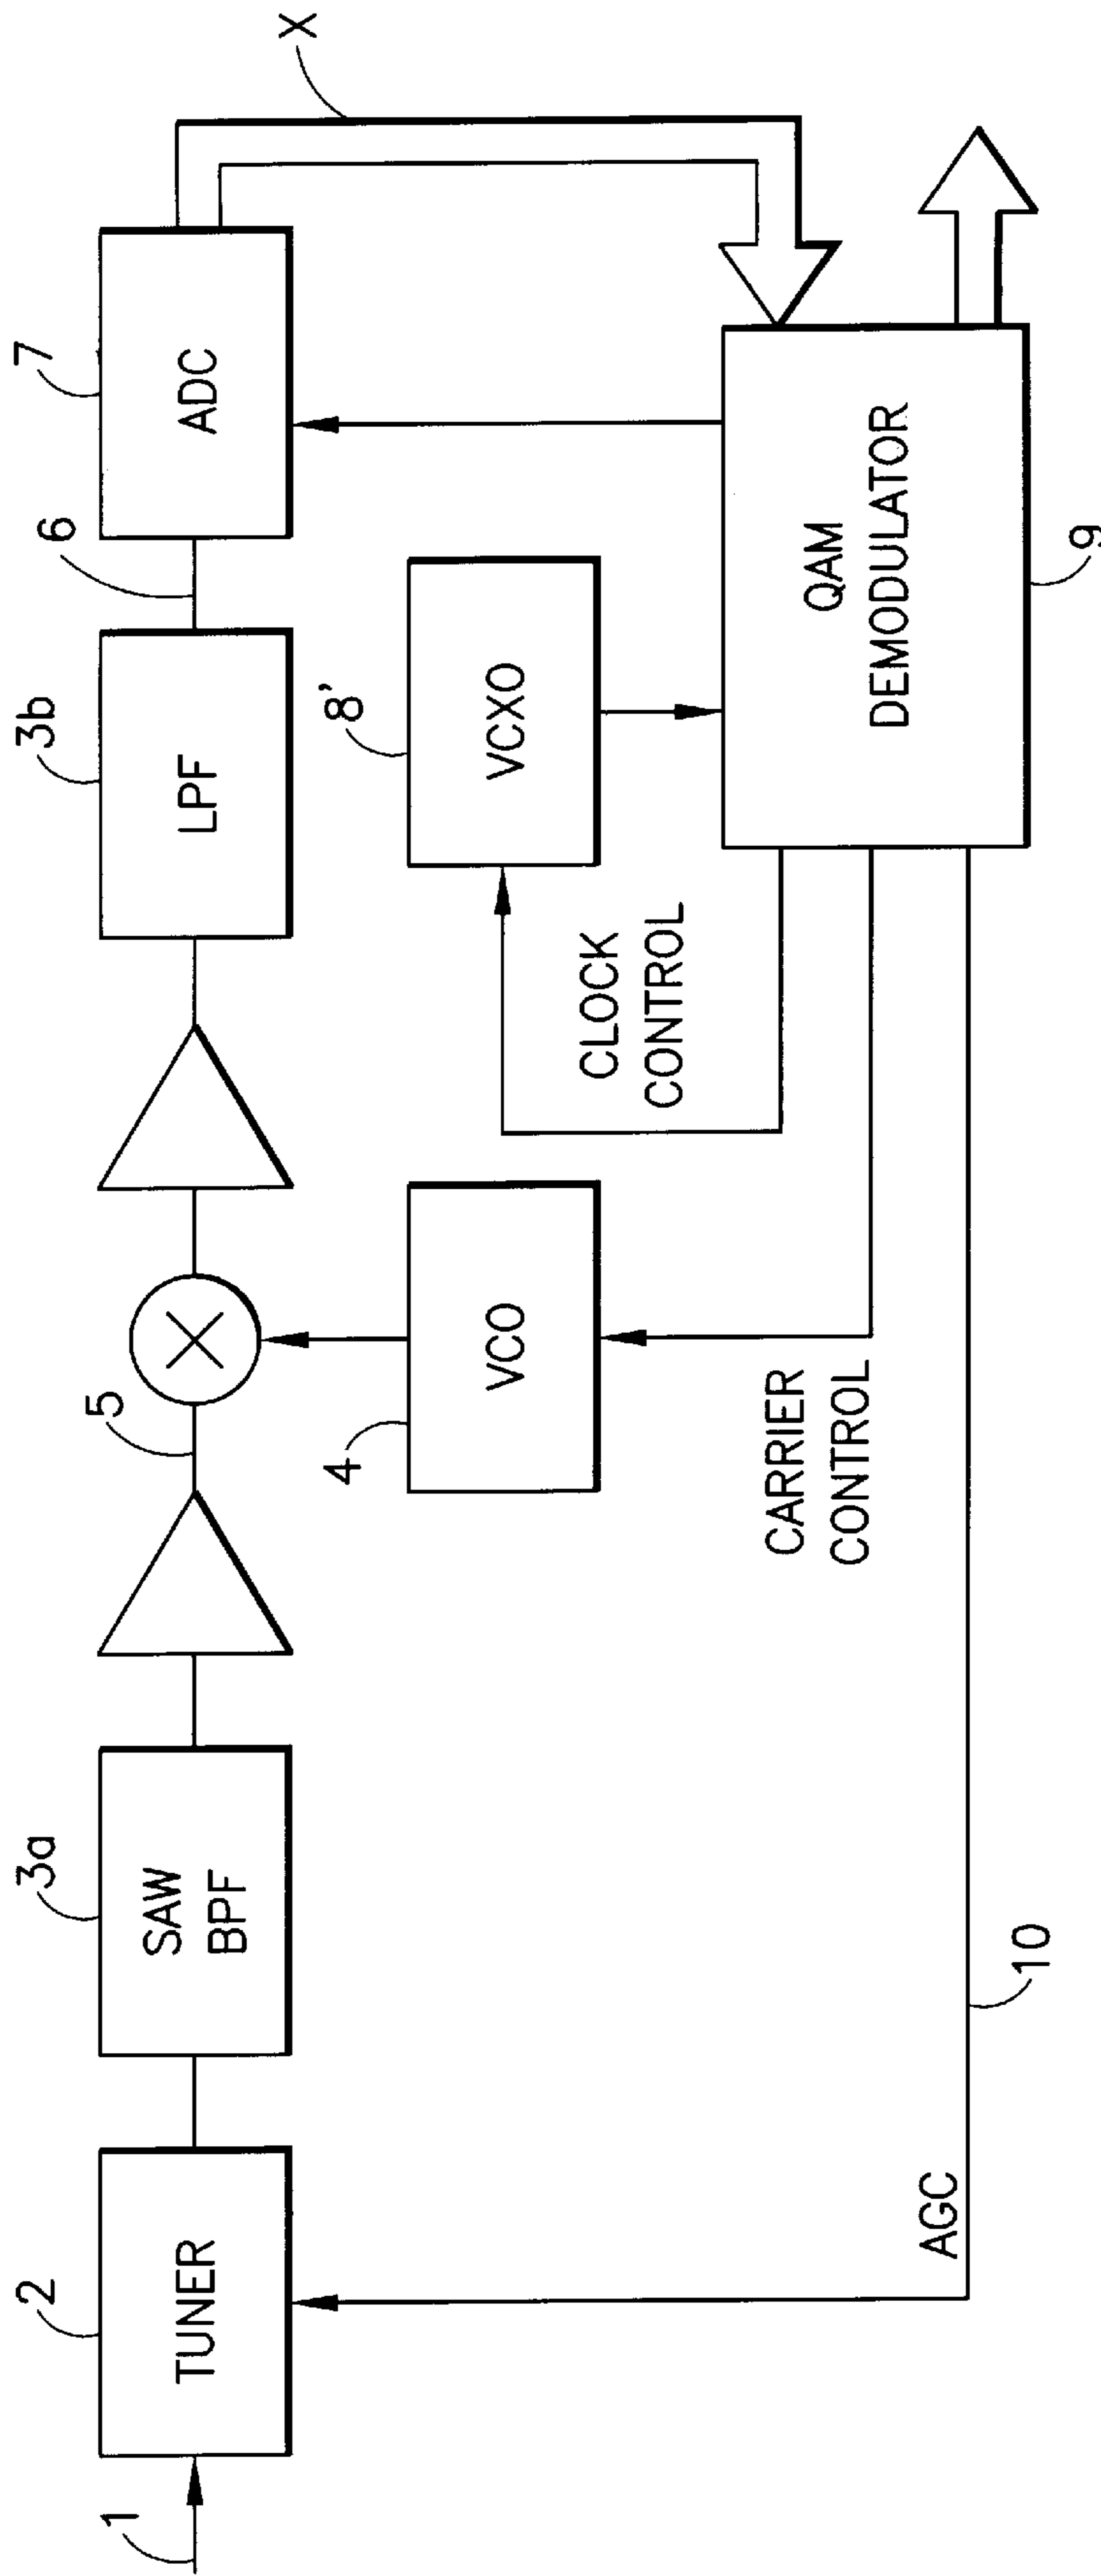 1
2
TUNER
3a
SAW
BPF
5
4
VCO
3b
LPF
6
7
ADC
X
8'
VCXO
CLOCK
CONTROL
CARRIER
CONTROL
QAM
DEMODULATOR
9
AGC
10